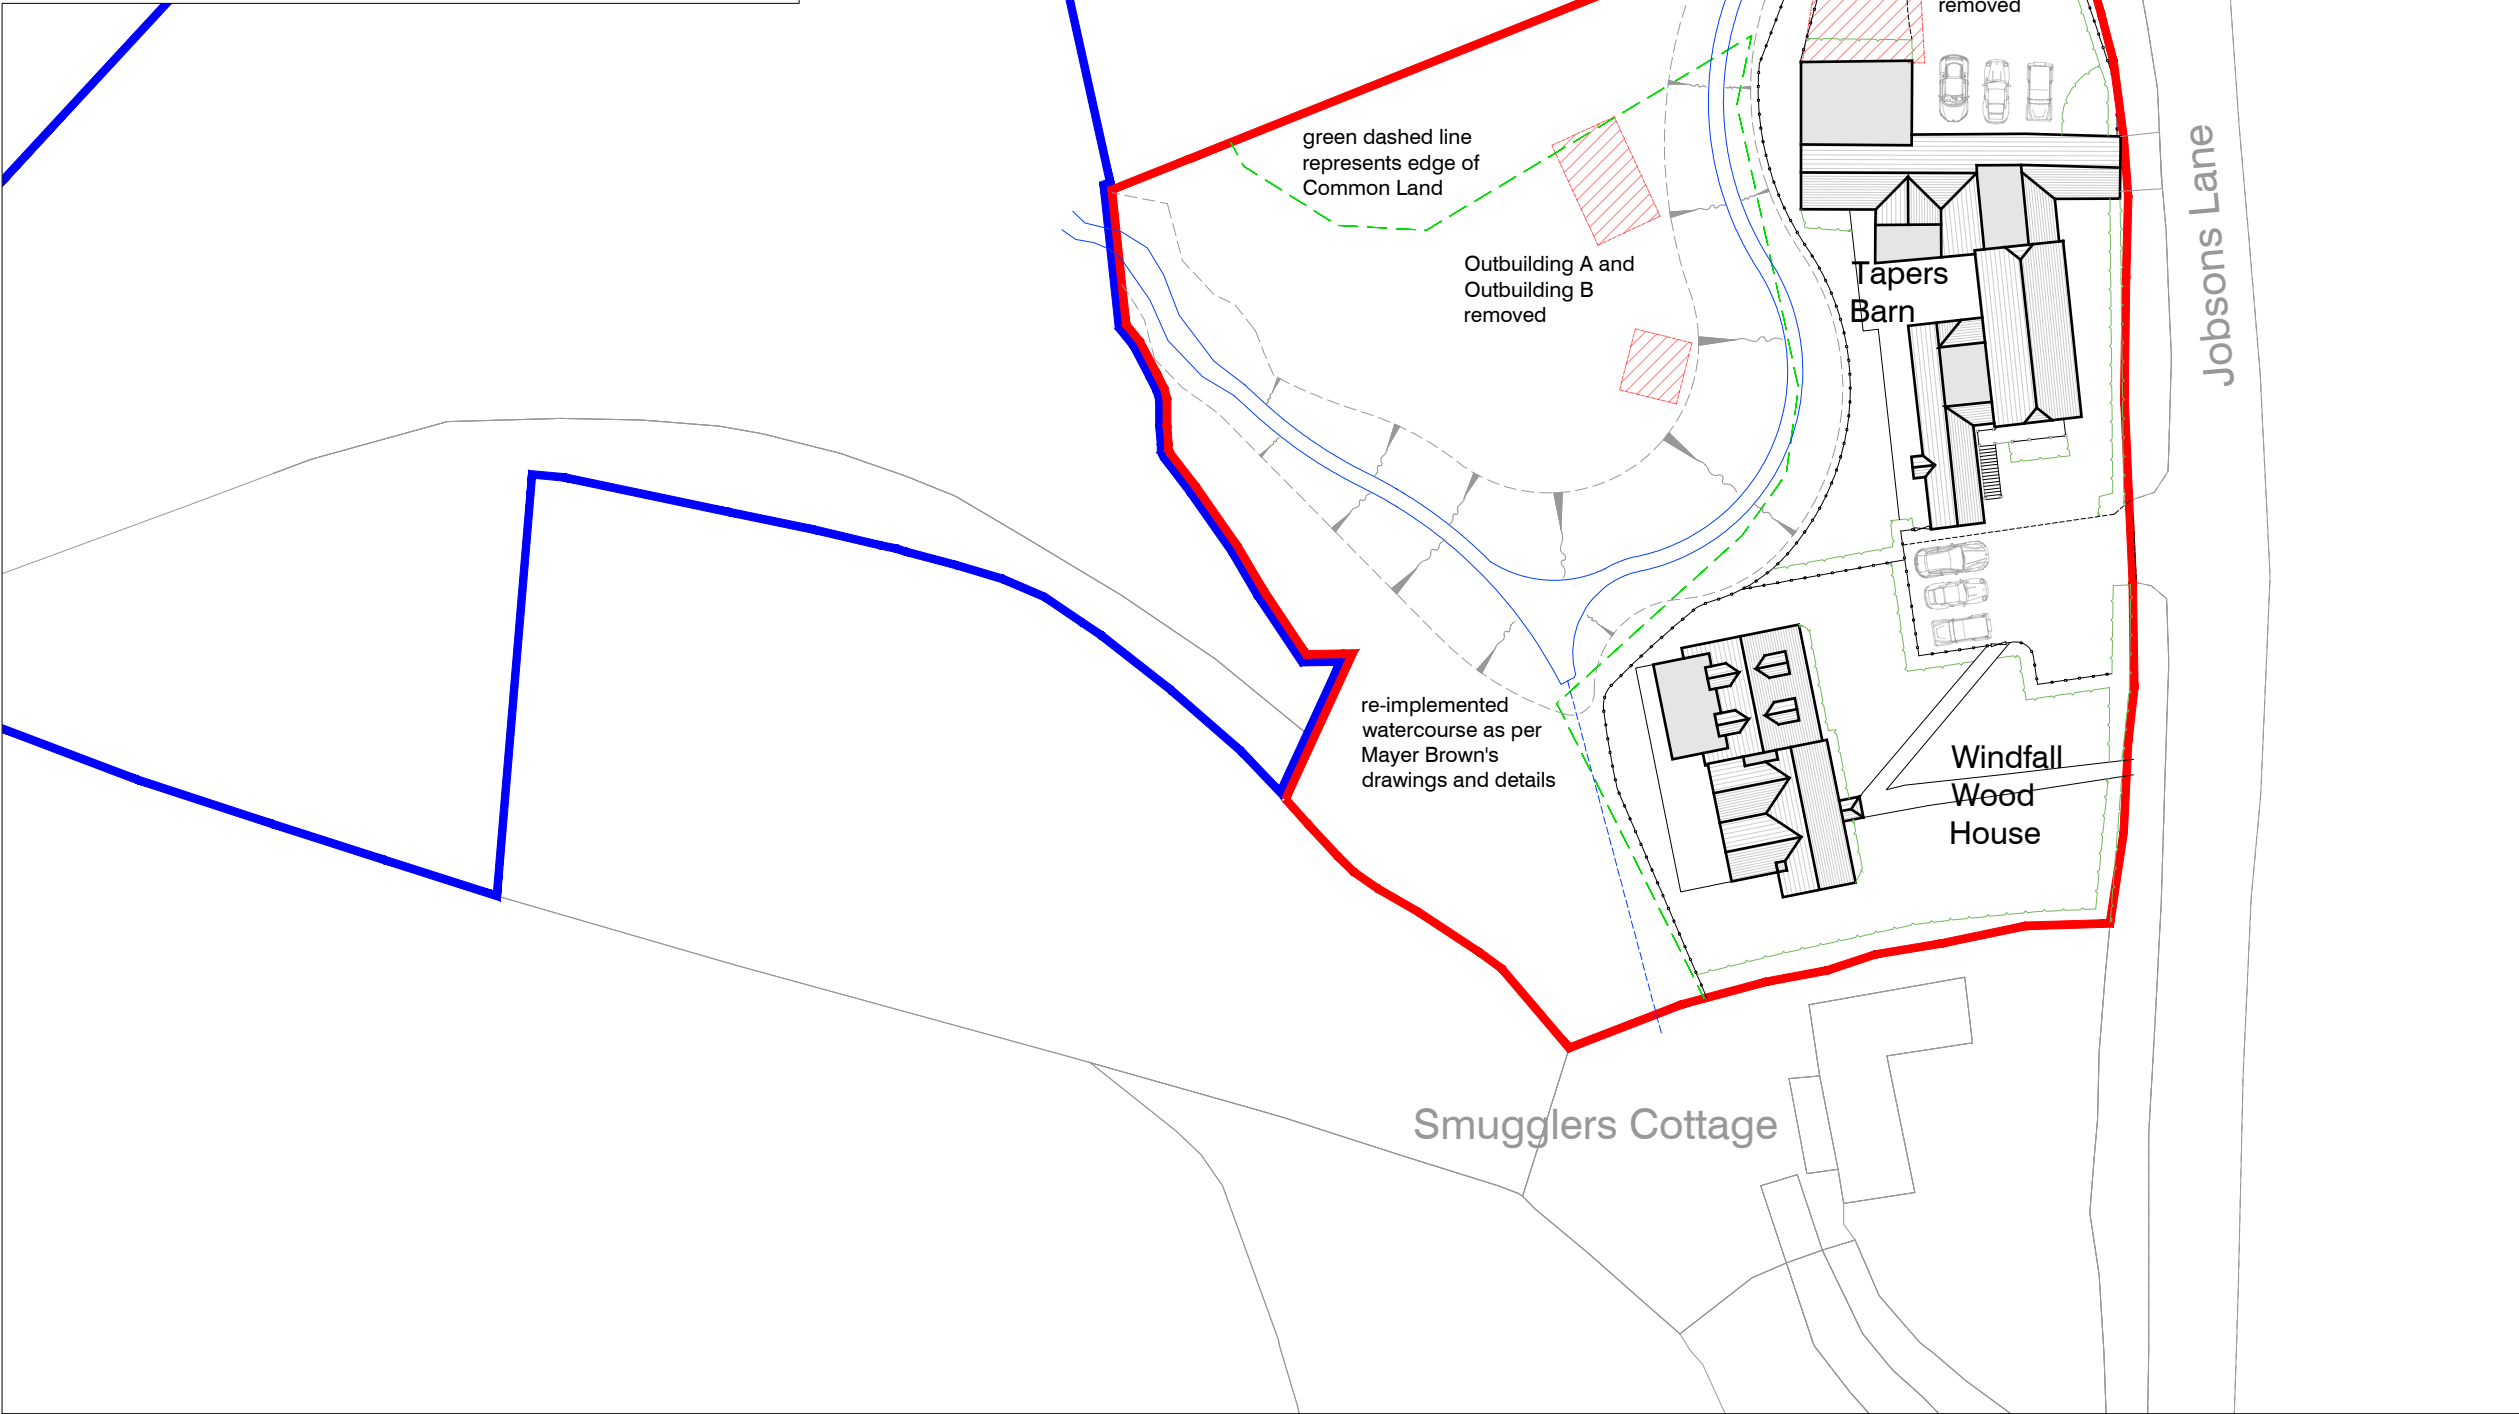 removed
green dashed line
represents edge of
Common Land
Outbuilding A and
Outbuilding B
removed
Tapers
Barn
Jobsons Lane
re-implemented
watercourse as per
Mayer Brown's
drawings and details
Windfall
Wood
House
Smugglers Cottage